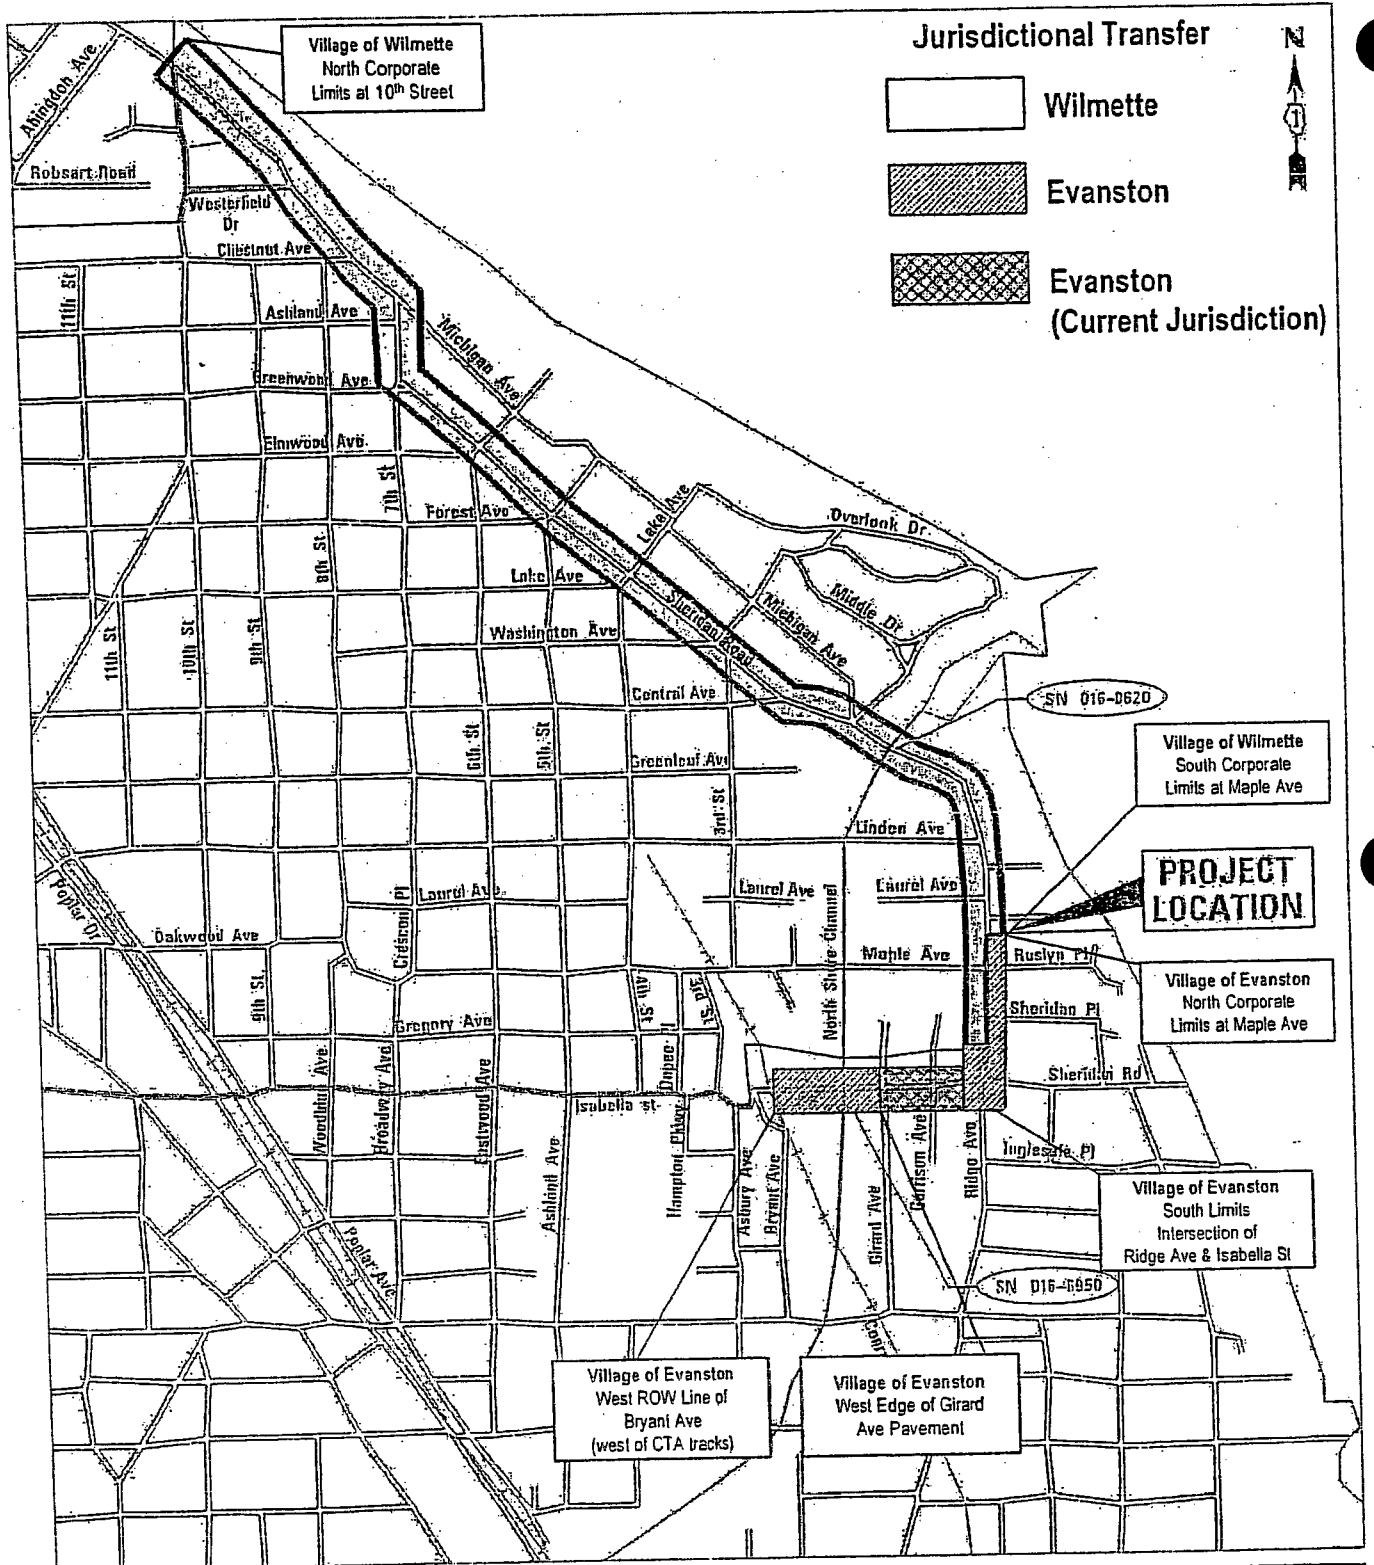 Village of Wilmette
North Corporate
Limits at 10th Street
Jurisdictional Transfer
N
Wilmette
Evanston
Evanston
(Current Jurisdiction)
Abingdon Ave
Robsart Road
Westerfield
Dr
Chestnut Ave
11th St
Ashland Ave
Michigan Ave
Greenwood Ave
Elmwood Ave.
7th St
Forest Ave
Lake Ave
Overlook Dr
8th St.
Lake Ave
Middle Dr
Sheridan Road
Michigan Ave
11th St
10th St
9th St
Washington Ave
Central Ave
SN 016-0620
6th St
5th St.
Greenleaf Ave
Village of Wilmette
South Corporate
Limits at Maple Ave
3rd St
Linden Ave
Poplar Dr
Crescent Pl
Laurel Ave.
Laurel Ave
North Shore Channel
Laurel Ave
PROJECT
LOCATION
Oakwood Ave
Maple Ave
Roslyn Pl
9th St
4th St
3rd St
Village of Evanston
North Corporate
Limits at Maple Ave
Sheridan Pl
Gregory Ave
Woodbine Ave
Broadway Ave
Eastwood Ave
Sheridan Rd
Isabella St
Hampton Pkwy
Ashland Ave
Asbury Ave
Bryant Ave
Girard Ave
Garrison Ave
Ridge Ave
Ingleside Pl
Village of Evanston
South Limits
Intersection of
Ridge Ave & Isabella St
Poplar Ave
SN 016-6950
Village of Evanston
West ROW Line of
Bryant Ave
(west of CTA tracks)
Village of Evanston
West Edge of Girard
Ave Pavement